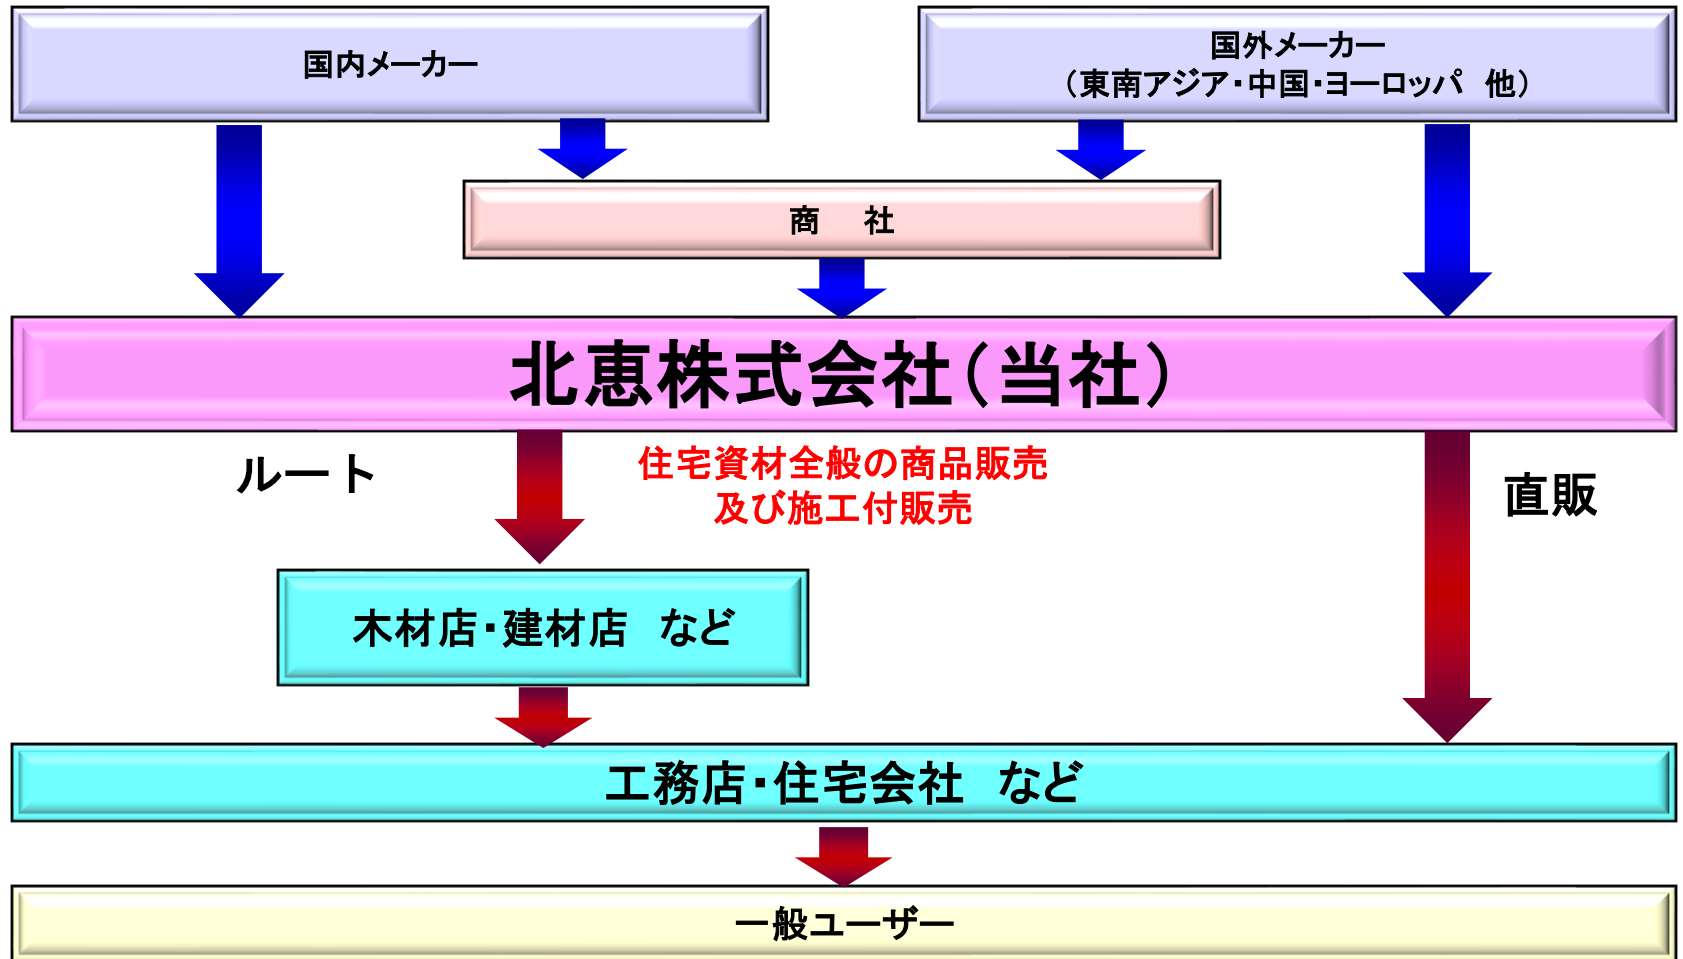 国内メーカー
国外メーカー
（東南アジア・中国・ヨーロッパ　他）
商　社
北恵株式会社（当社）
ルート
住宅資材全般の商品販売
及び施工付販売
直販
木材店・建材店　など
工務店・住宅会社　など
一般ユーザー